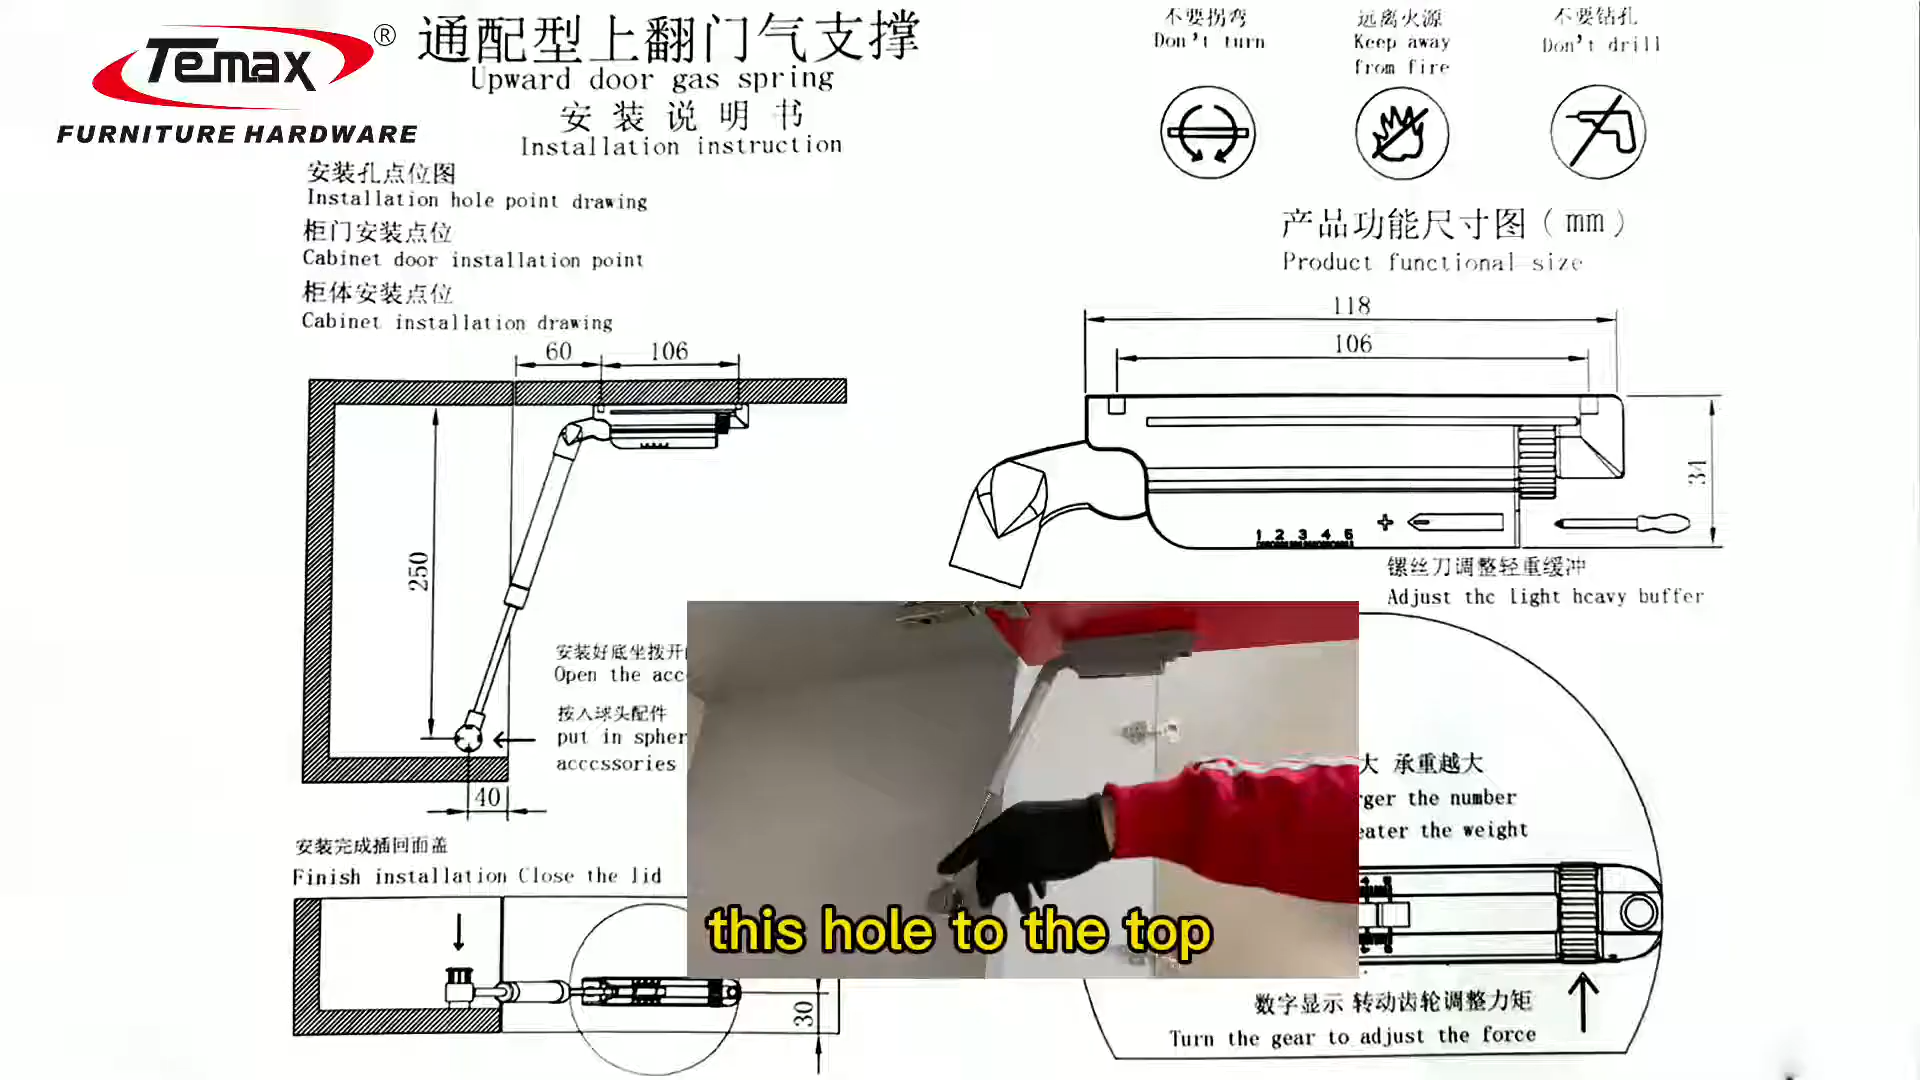 Temax®
FURNITURE HARDWARE
通配型上翻门气支撑
Upward door gas spring
安装说明书
Installation instruction
安装孔点位图
Installation hole point drawing
柜门安装点位
Cabinet door installation point
柜体安装点位
Cabinet installation drawing
60
106
250
40
安装好底坐拨开
Open the acc
按入球头配件
put in spher
acccssories
安装完成插回面盖
Finish installation Close the lid
30
不要拐弯
Don't turn
远离火源
Keep away
from fire
不要钻孔
Don't drill
产品功能尺寸图(mm)
Product functional size
118
106
34
1 2 3 4 5
+
镙丝刀调整轻重缓冲
Adjust thc light hcavy buffer
大 承重越大
rger the number
eater the weight
数字显示 转动齿轮调整力矩
Turn the gear to adjust the force
this hole to the top